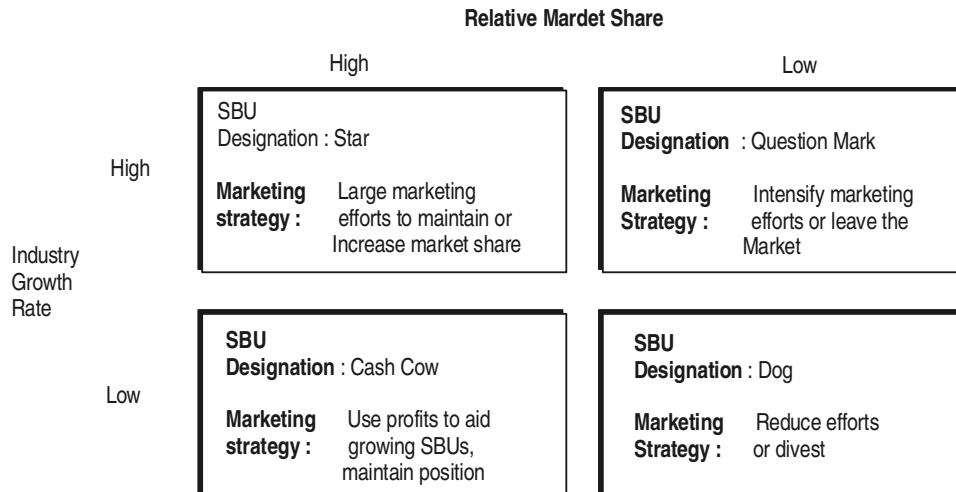 Relative Mardet Share
High
Low
High
SBU
Designation : Star
Marketing Large marketing
strategy : efforts to maintain or
Increase market share
SBU
Designation : Question Mark
Marketing Intensify marketing
Strategy : efforts or leave the
Market
Industry
Growth
Rate
Low
SBU
Designation : Cash Cow
Marketing Use profits to aid
strategy : growing SBUs,
maintain position
SBU
Designation : Dog
Marketing Reduce efforts
Strategy : or divest